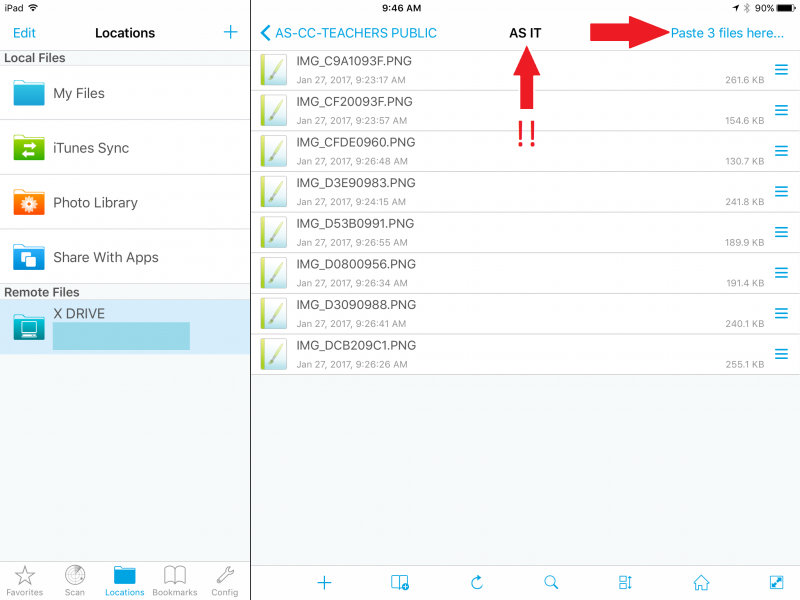 iPad 9:46 AM 90%
Edit Locations +
Local Files
My Files
iTunes Sync
Photo Library
Share With Apps
Remote Files
X DRIVE
Favorites Scan Locations Bookmarks Config
AS-CC-TEACHERS PUBLIC AS IT Paste 3 files here...
!!
IMG_C9A1093F.PNG
Jan 27, 2017, 9:23:17 AM 261.6 KB
IMG_CF20093F.PNG
Jan 27, 2017, 9:23:57 AM 154.6 KB
IMG_CFDE0960.PNG
Jan 27, 2017, 9:26:48 AM 130.7 KB
IMG_D3E90983.PNG
Jan 27, 2017, 9:24:15 AM 241.8 KB
IMG_D53B0991.PNG
Jan 27, 2017, 9:26:55 AM 189.9 KB
IMG_D0800956.PNG
Jan 27, 2017, 9:26:34 AM 191.4 KB
IMG_D3090988.PNG
Jan 27, 2017, 9:26:41 AM 240.1 KB
IMG_DCB209C1.PNG
Jan 27, 2017, 9:26:26 AM 255.1 KB